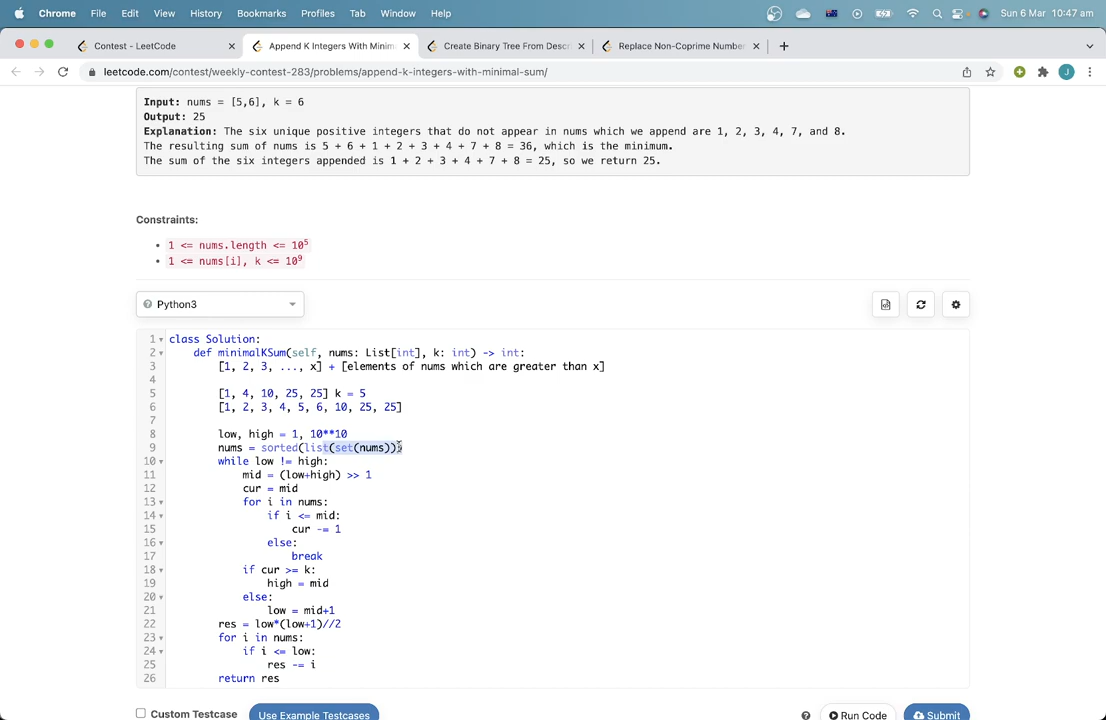 Chrome File Edit View History Bookmarks Profiles Tab Window Help Sun 6 Mar 10:47 am
Contest - LeetCode Append K Integers With Minim Create Binary Tree From Descr Replace Non-Coprime Number
leetcode.com/contest/weekly-contest-283/problems/append-k-integers-with-minimal-sum/ J
Input: nums = [5,6], k = 6
Output: 25
Explanation: The six unique positive integers that do not appear in nums which we append are 1, 2, 3, 4, 7, and 8.
The resulting sum of nums is 5 + 6 + 1 + 2 + 3 + 4 + 7 + 8 = 36, which is the minimum.
The sum of the six integers appended is 1 + 2 + 3 + 4 + 7 + 8 = 25, so we return 25.
Constraints:
• 1 <= nums.length <= 10⁵
• 1 <= nums[i], k <= 10⁹
Python3
1 class Solution:
2 def minimalKSum(self, nums: List[int], k: int) -> int:
3 [1, 2, 3, ..., x] + [elements of nums which are greater than x]
4
5 [1, 4, 10, 25, 25] k = 5
6 [1, 2, 3, 4, 5, 6, 10, 25, 25]
7
8 low, high = 1, 10**10
9 nums = sorted(list(set(nums)))
10 while low != high:
11 mid = (low+high) >> 1
12 cur = mid
13 for i in nums:
14 if i <= mid:
15 cur -= 1
16 else:
17 break
18 if cur >= k:
19 high = mid
20 else:
21 low = mid+1
22 res = low*(low+1)//2
23 for i in nums:
24 if i <= low:
25 res -= i
26 return res
Custom Testcase Use Example Testcases Run Code Submit